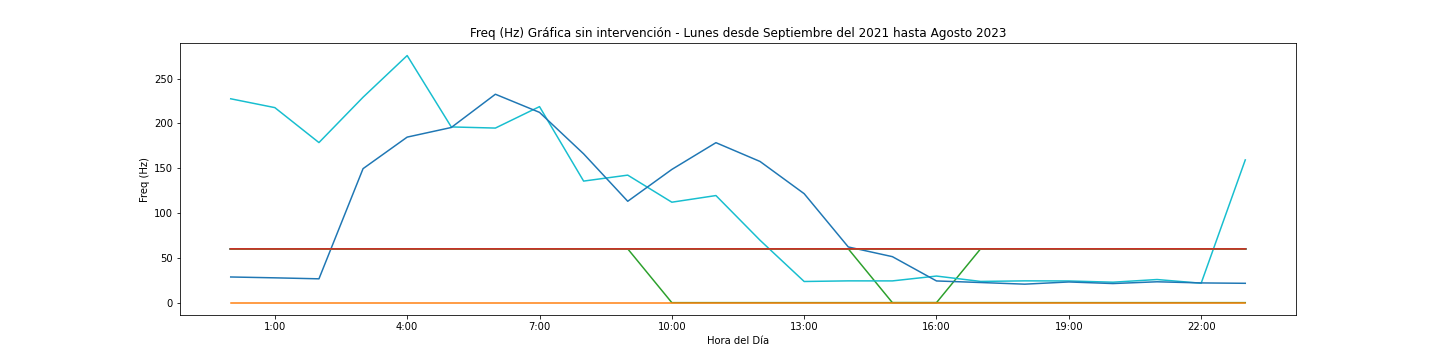 Freq (Hz) Gráfica sin intervención - Lunes desde Septiembre del 2021 hasta Agosto 2023
Freq (Hz)
250
200
150
100
50
0
1:00 4:00 7:00 10:00 13:00 16:00 19:00 22:00
Hora del Día